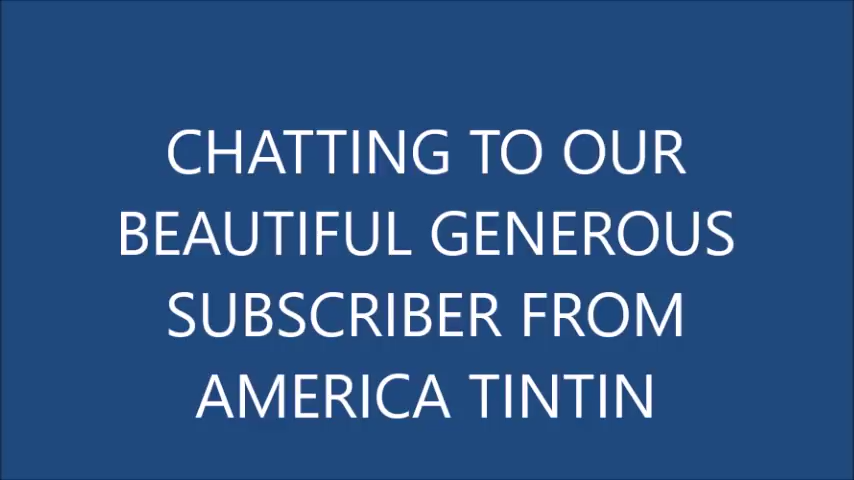 CHATTING TO OUR
BEAUTIFUL GENEROUS
SUBSCRIBER FROM
AMERICA TINTIN